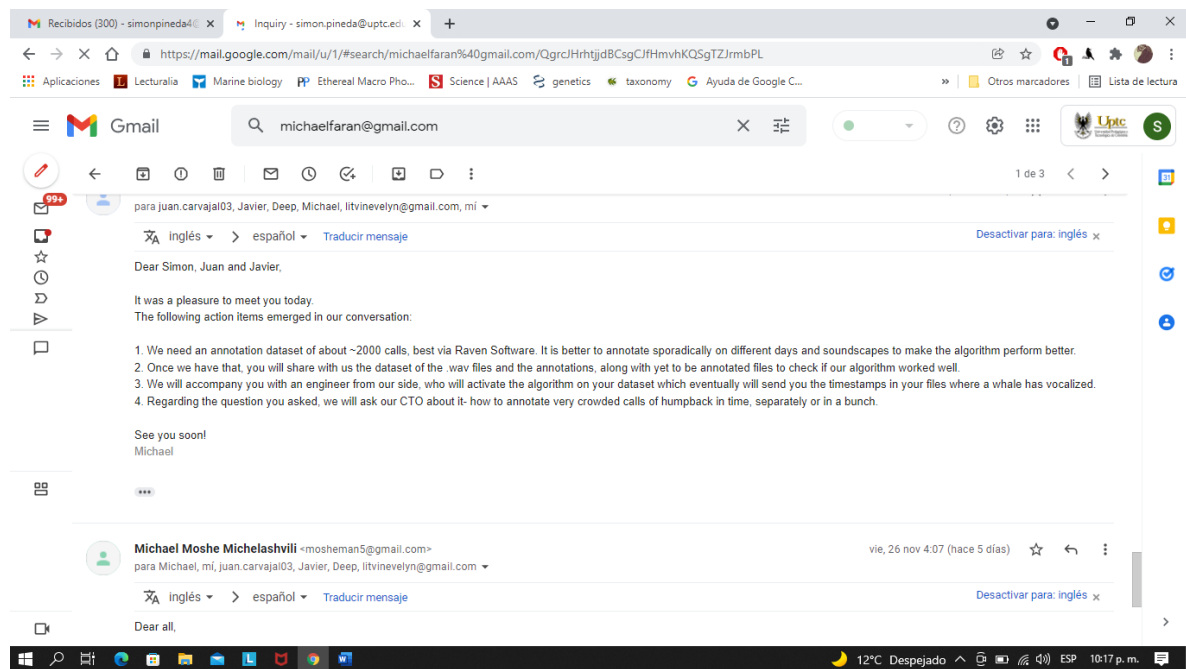 Recibidos (300) - simonpineda4
Inquiry - simon.pineda@uptc.ed
https://mail.google.com/mail/u/1/#search/michaelfaran%40gmail.com/QgrcJHrhtjjdBCsgCJfHmvhKQSgTZJrmbPL
Aplicaciones Lecturalia Marine biology Ethereal Macro Pho... Science | AAAS genetics taxonomy Ayuda de Google C... » Otros marcadores Lista de lectura
Gmail michaelfaran@gmail.com Uptc S
1 de 3
99+
para juan.carvajal03, Javier, Deep, Michael, litvinevelyn@gmail.com, mí
inglés > español Traducir mensaje Desactivar para: inglés x
Dear Simon, Juan and Javier,
It was a pleasure to meet you today.
The following action items emerged in our conversation:
1. We need an annotation dataset of about ~2000 calls, best via Raven Software. It is better to annotate sporadically on different days and soundscapes to make the algorithm perform better.
2. Once we have that, you will share with us the dataset of the .wav files and the annotations, along with yet to be annotated files to check if our algorithm worked well.
3. We will accompany you with an engineer from our side, who will activate the algorithm on your dataset which eventually will send you the timestamps in your files where a whale has vocalized.
4. Regarding the question you asked, we will ask our CTO about it- how to annotate very crowded calls of humpback in time, separately or in a bunch.
See you soon!
Michael
Michael Moshe Michelashvili <mosheman5@gmail.com> vie, 26 nov 4:07 (hace 5 días)
para Michael, mí, juan.carvajal03, Javier, Deep, litvinevelyn@gmail.com
inglés > español Traducir mensaje Desactivar para: inglés x
Dear all,
12°C Despejado ESP 10:17 p. m.